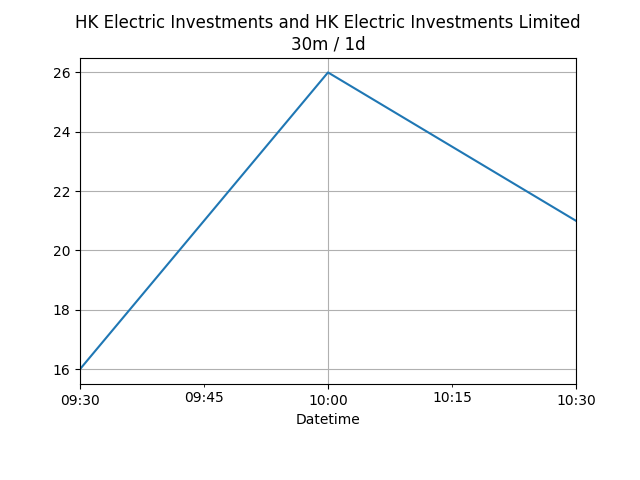 HK Electric Investments and HK Electric Investments Limited
30m / 1d
26
24
22
20
18
16
09:30 09:45 10:00 10:15 10:30
Datetime